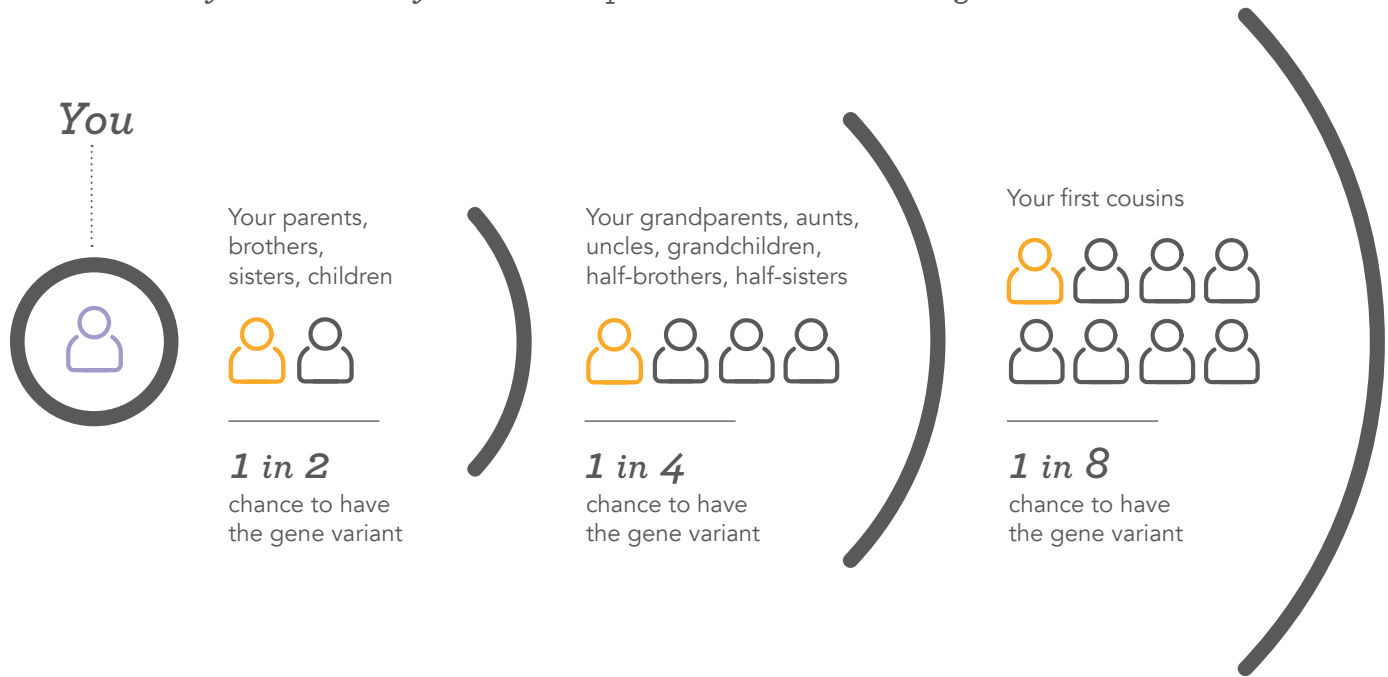 You
Your parents,
brothers,
sisters, children
1 in 2
chance to have
the gene variant
Your grandparents, aunts,
uncles, grandchildren,
half-brothers, half-sisters
1 in 4
chance to have
the gene variant
Your first cousins
1 in 8
chance to have
the gene variant